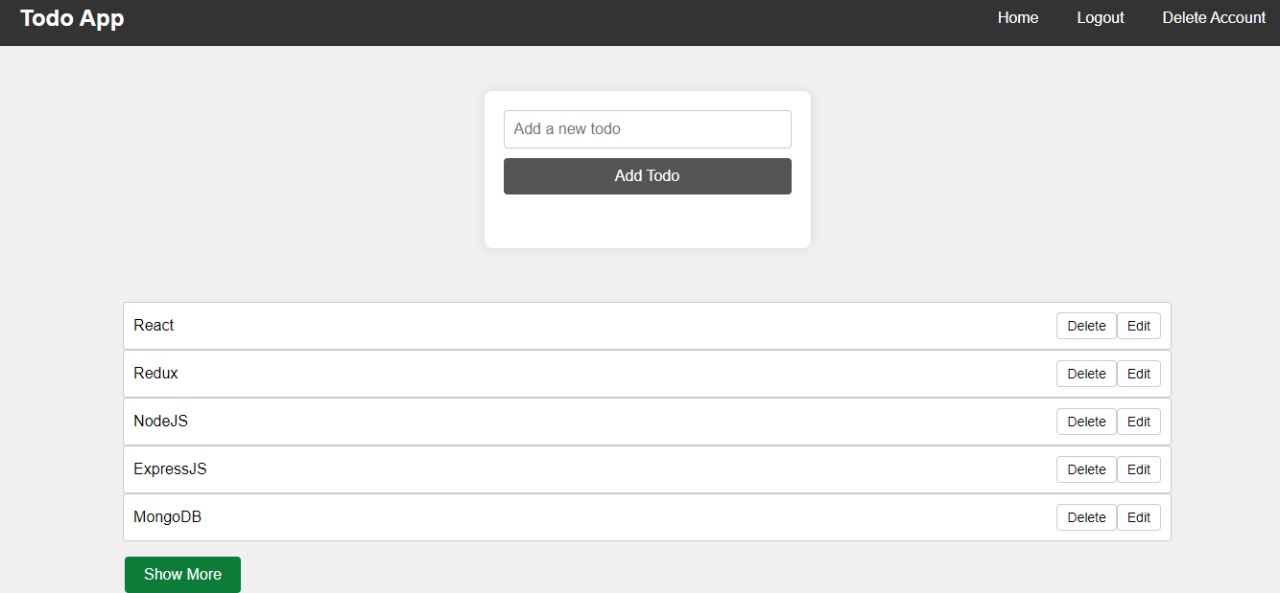 Todo App Home Logout Delete Account
Add a new todo
Add Todo
React Delete Edit
Redux Delete Edit
NodeJS Delete Edit
ExpressJS Delete Edit
MongoDB Delete Edit
Show More